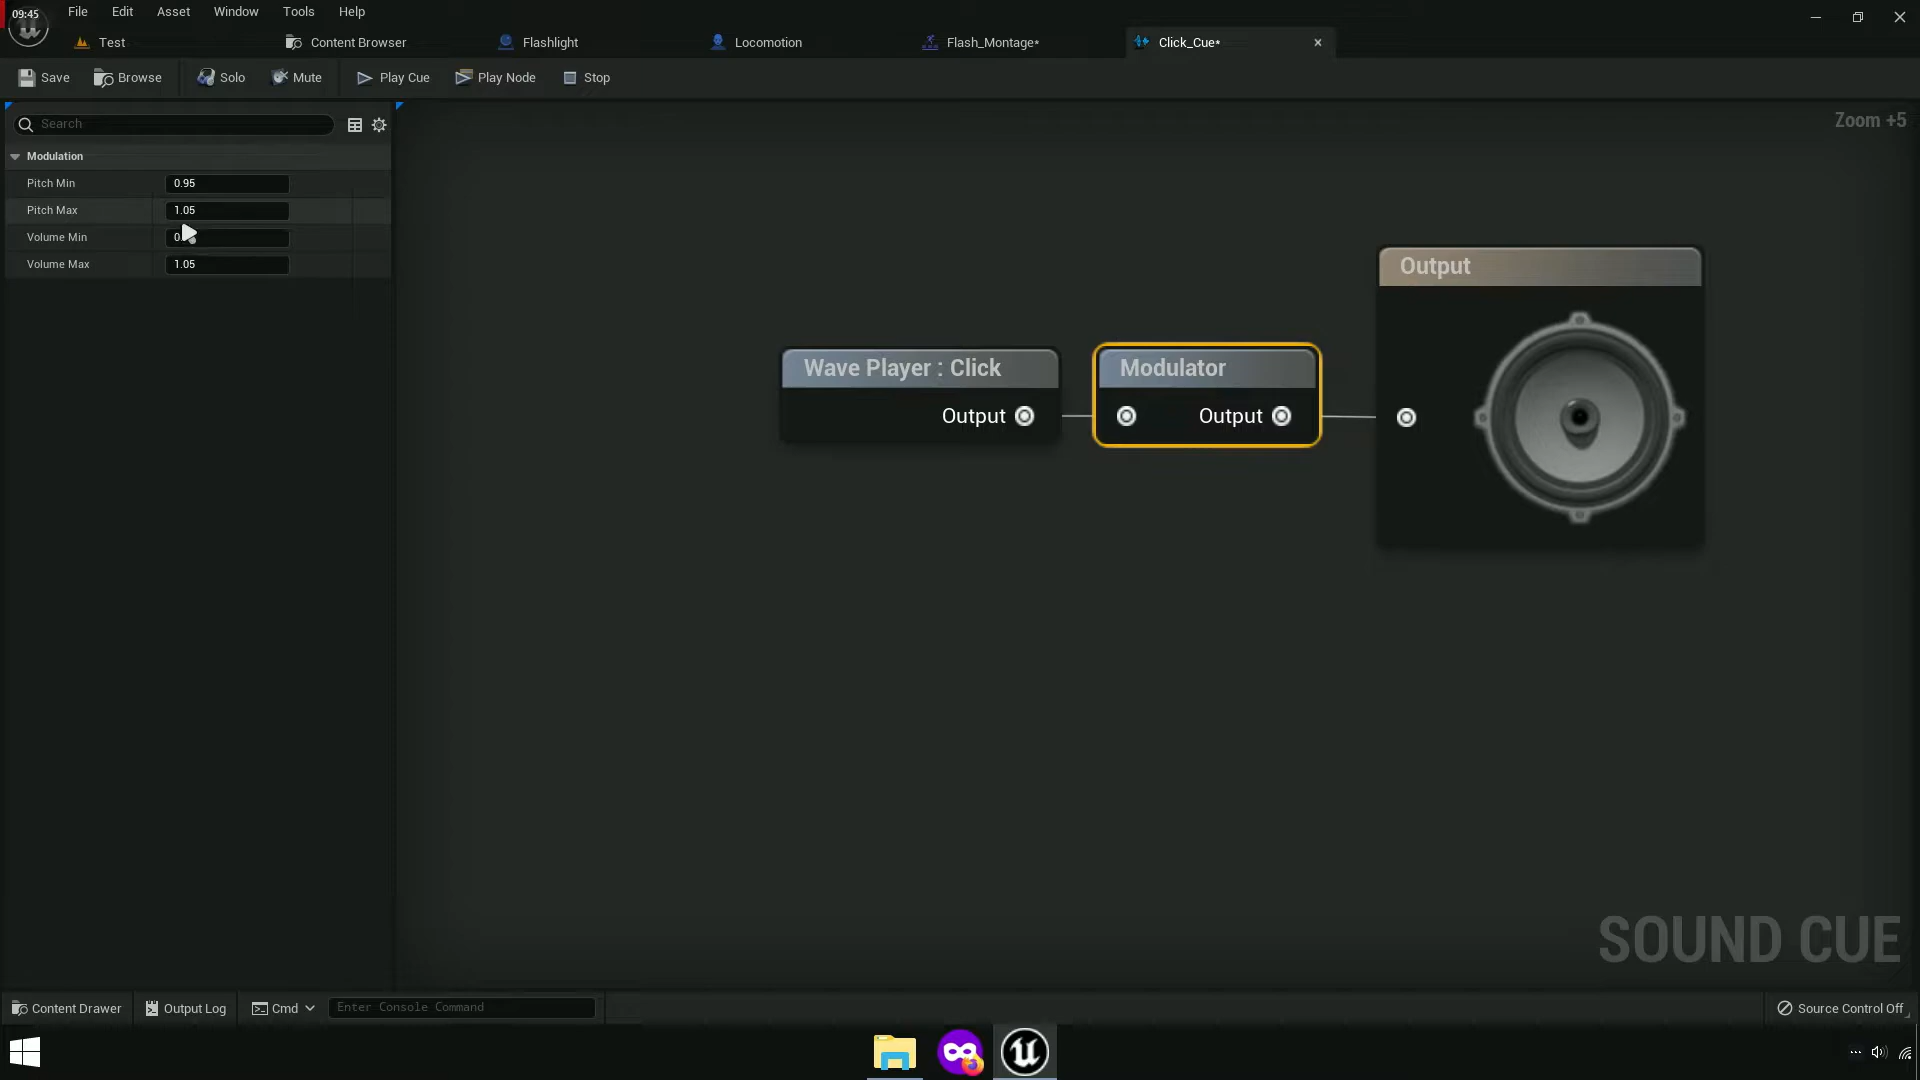 09:45
File Edit Asset Window Tools Help
Test Content Browser Flashlight Locomotion Flash_Montage* Click_Cue*
Save Browse Solo Mute Play Cue Play Node Stop
Search
Zoom +5
Modulation
Pitch Min 0.95
Pitch Max 1.05
Volume Min
Volume Max 1.05
Output
Wave Player : Click
Output
Modulator
Output
SOUND CUE
Content Drawer Output Log Cmd Enter Console Command Source Control Off